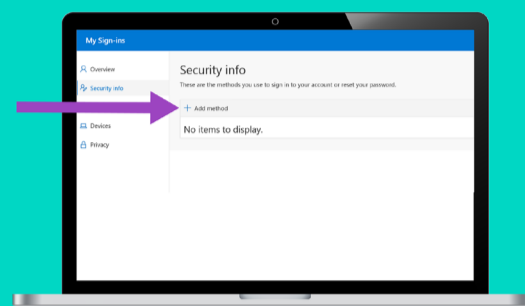 My Sign-ins
Overview
Security info
Devices
Privacy
Security info
These are the methods you use to sign in to your account or reset your password.
+ Add method
No items to display.